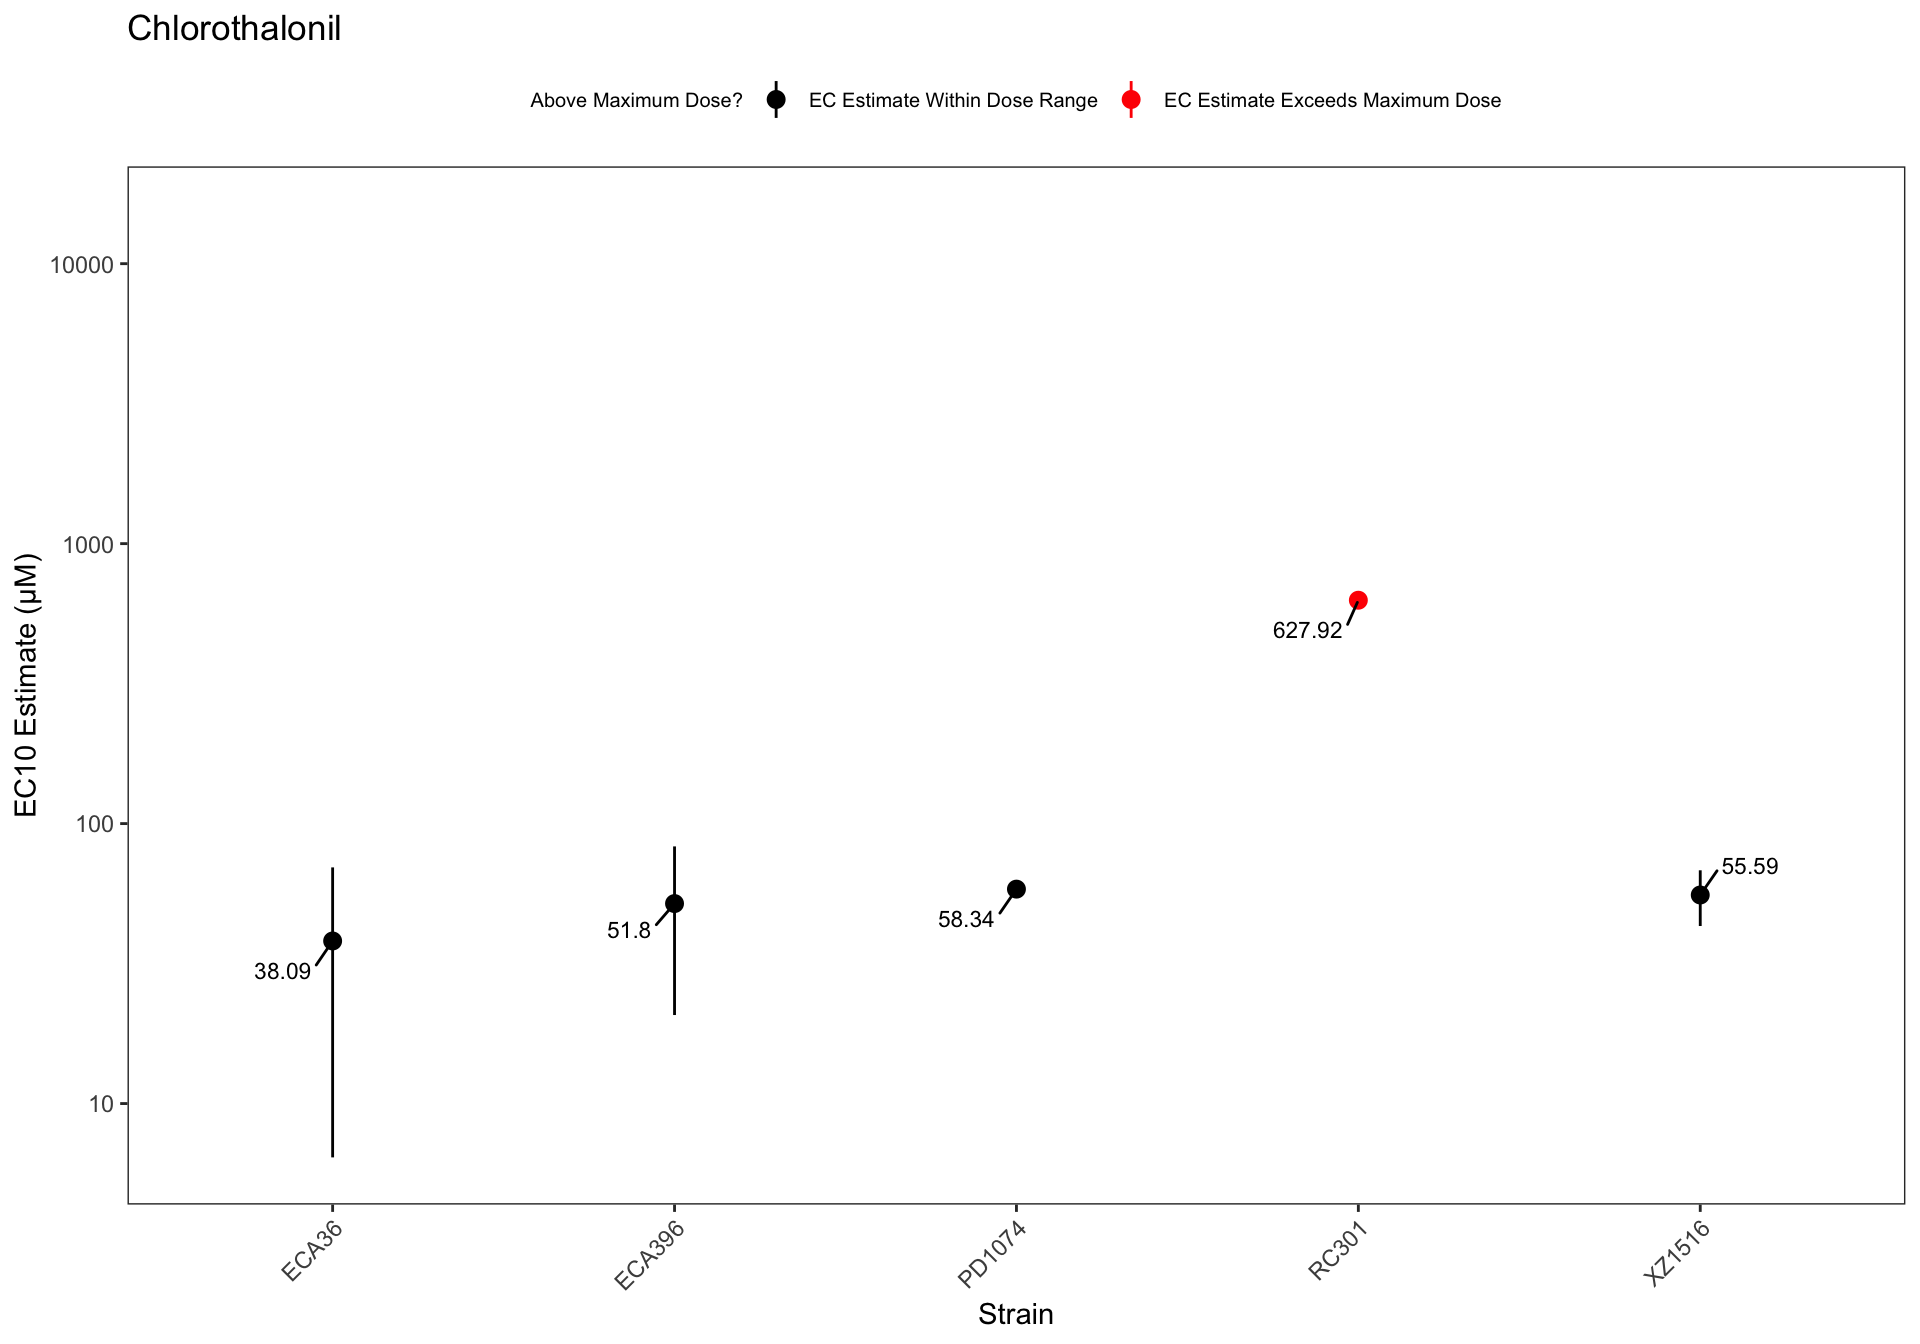 Chlorothalonil
Above Maximum Dose? EC Estimate Within Dose Range EC Estimate Exceeds Maximum Dose
EC10 Estimate (μM)
10000
1000
100
10
627.92
55.59
58.34
51.8
38.09
ECA36 ECA396 PD1074 RC301 XZ1516
Strain